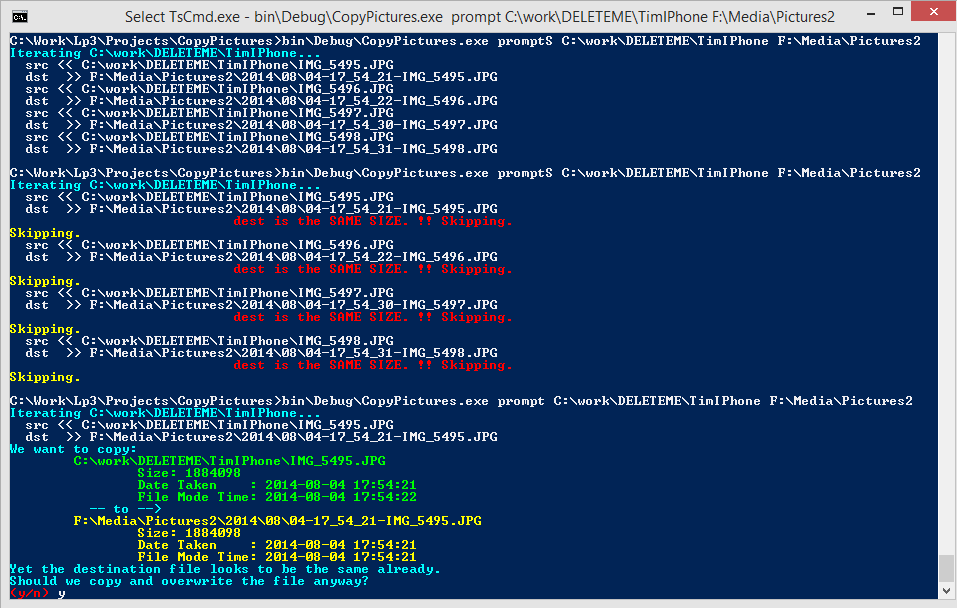 Select TsCmd.exe - bin\Debug\CopyPictures.exe  prompt C:\work\DELETEME\TimIPhone F:\Media\Pictures2
C:\Work\Lp3\Projects\CopyPictures>bin\Debug\CopyPictures.exe promptS C:\work\DELETEME\TimIPhone F:\Media\Pictures2
Iterating C:\work\DELETEME\TimIPhone...
  src << C:\work\DELETEME\TimIPhone\IMG_5495.JPG
  dst  >> F:\Media\Pictures2\2014\08\04-17_54_21-IMG_5495.JPG
  src << C:\work\DELETEME\TimIPhone\IMG_5496.JPG
  dst  >> F:\Media\Pictures2\2014\08\04-17_54_22-IMG_5496.JPG
  src << C:\work\DELETEME\TimIPhone\IMG_5497.JPG
  dst  >> F:\Media\Pictures2\2014\08\04-17_54_30-IMG_5497.JPG
  src << C:\work\DELETEME\TimIPhone\IMG_5498.JPG
  dst  >> F:\Media\Pictures2\2014\08\04-17_54_31-IMG_5498.JPG
C:\Work\Lp3\Projects\CopyPictures>bin\Debug\CopyPictures.exe promptS C:\work\DELETEME\TimIPhone F:\Media\Pictures2
Iterating C:\work\DELETEME\TimIPhone...
  src << C:\work\DELETEME\TimIPhone\IMG_5495.JPG
  dst  >> F:\Media\Pictures2\2014\08\04-17_54_21-IMG_5495.JPG
                            dest is the SAME SIZE. !! Skipping.
Skipping.
  src << C:\work\DELETEME\TimIPhone\IMG_5496.JPG
  dst  >> F:\Media\Pictures2\2014\08\04-17_54_22-IMG_5496.JPG
                            dest is the SAME SIZE. !! Skipping.
Skipping.
  src << C:\work\DELETEME\TimIPhone\IMG_5497.JPG
  dst  >> F:\Media\Pictures2\2014\08\04-17_54_30-IMG_5497.JPG
                            dest is the SAME SIZE. !! Skipping.
Skipping.
  src << C:\work\DELETEME\TimIPhone\IMG_5498.JPG
  dst  >> F:\Media\Pictures2\2014\08\04-17_54_31-IMG_5498.JPG
                            dest is the SAME SIZE. !! Skipping.
Skipping.
C:\Work\Lp3\Projects\CopyPictures>bin\Debug\CopyPictures.exe prompt C:\work\DELETEME\TimIPhone F:\Media\Pictures2
Iterating C:\work\DELETEME\TimIPhone...
  src << C:\work\DELETEME\TimIPhone\IMG_5495.JPG
  dst  >> F:\Media\Pictures2\2014\08\04-17_54_21-IMG_5495.JPG
We want to copy:
        C:\work\DELETEME\TimIPhone\IMG_5495.JPG
                Size: 1884098
                Date Taken    : 2014-08-04 17:54:21
                File Mode Time: 2014-08-04 17:54:22
          -- to -->
        F:\Media\Pictures2\2014\08\04-17_54_21-IMG_5495.JPG
                Size: 1884098
                Date Taken    : 2014-08-04 17:54:21
                File Mode Time: 2014-08-04 17:54:21
Yet the destination file looks to be the same already.
Should we copy and overwrite the file anyway?
(y/n) y